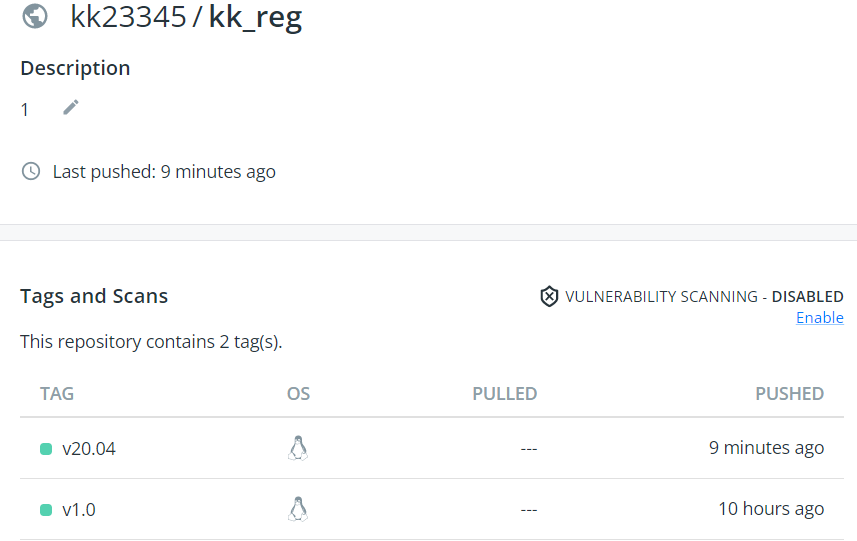 kk23345 / kk_reg
Description
1
Last pushed: 9 minutes ago
Tags and Scans
VULNERABILITY SCANNING - DISABLED
Enable
This repository contains 2 tag(s).
TAG OS PULLED PUSHED
v20.04 --- 9 minutes ago
v1.0 --- 10 hours ago